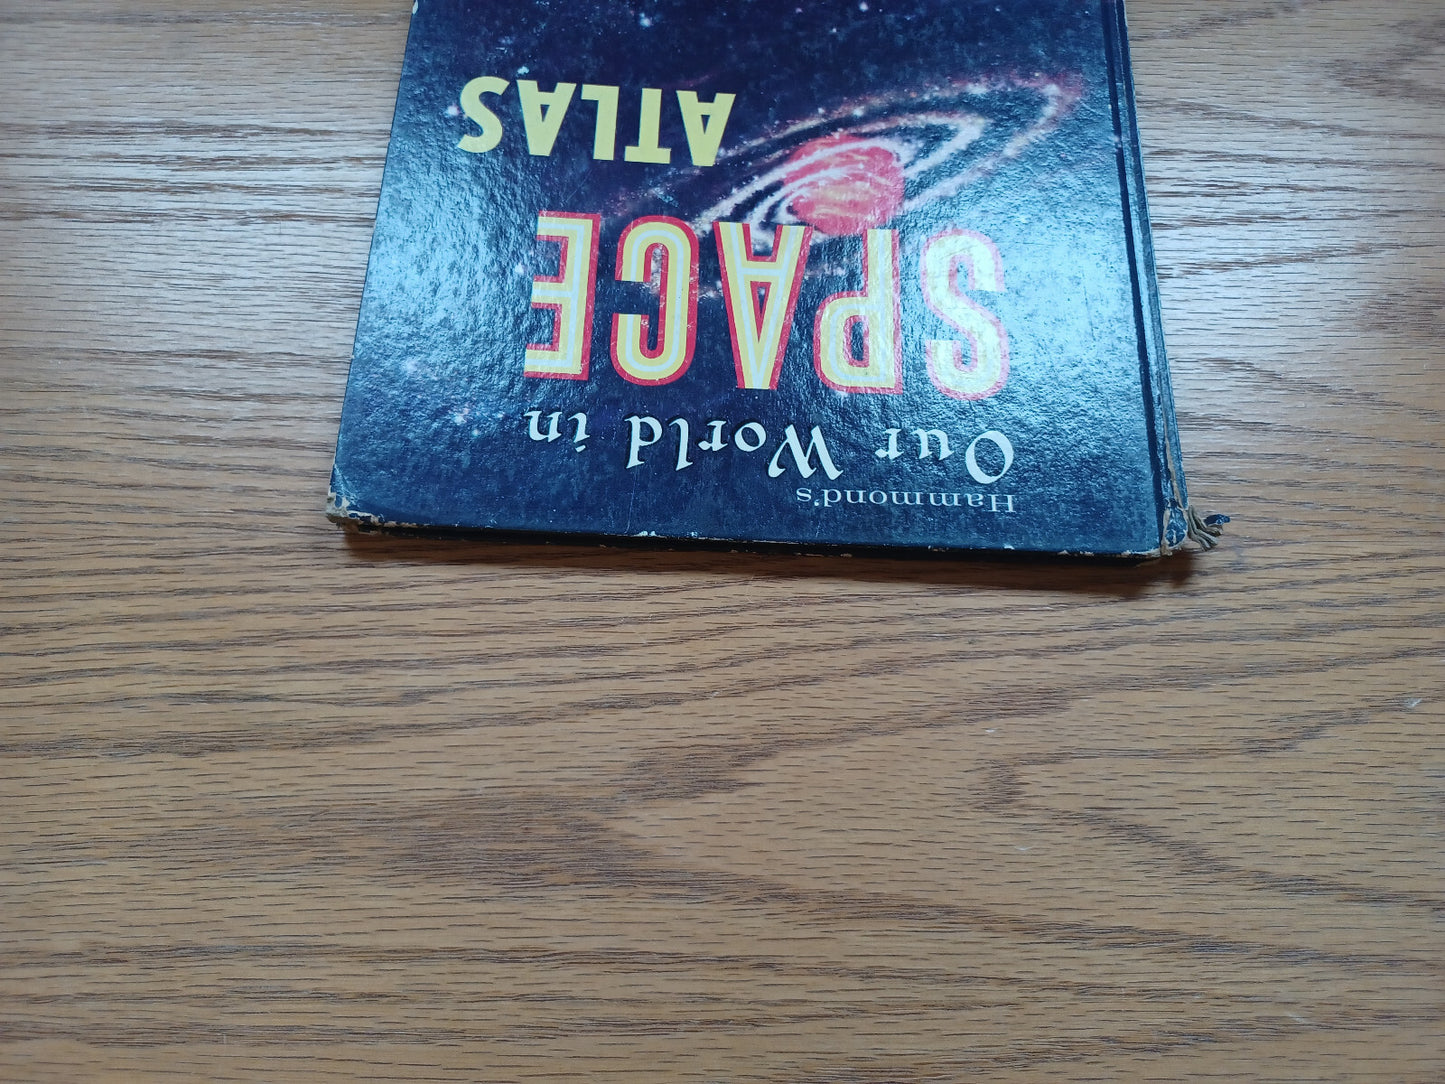 Hammond's
Our World in
SPACE
ATLAS